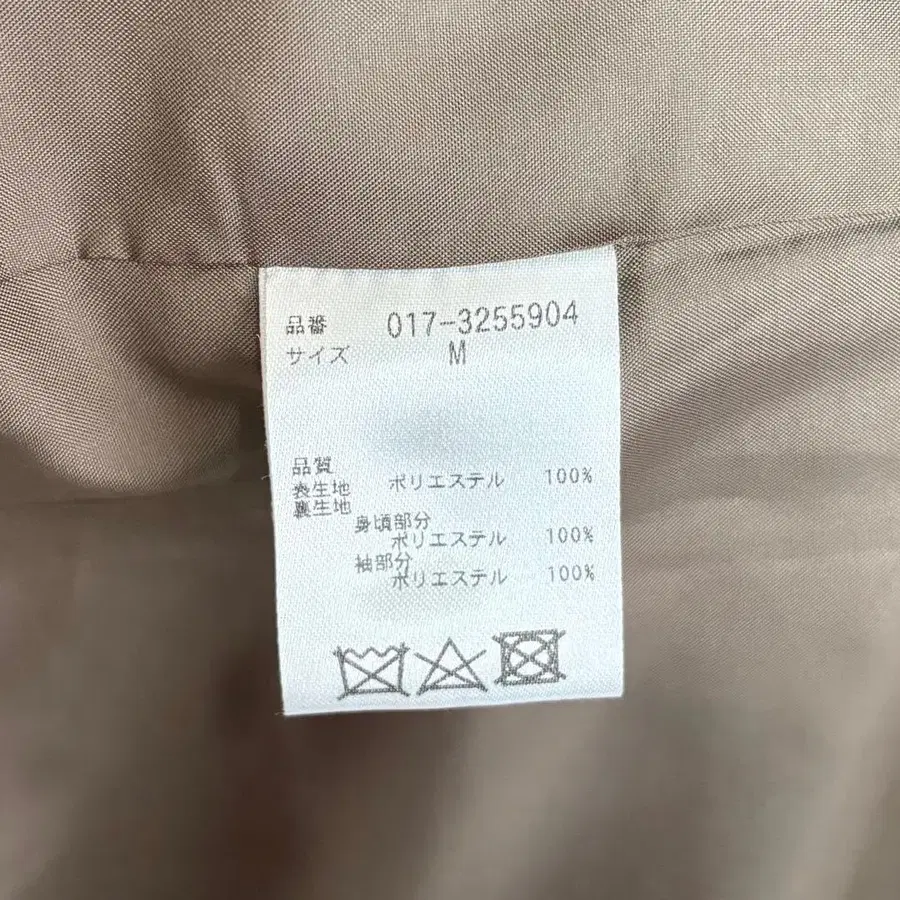 品番 017-3255904
サイズ M
品質
表生地 ポリエステル 100%
裏生地
身頃部分
ポリエステル 100%
袖部分
ポリエステル 100%